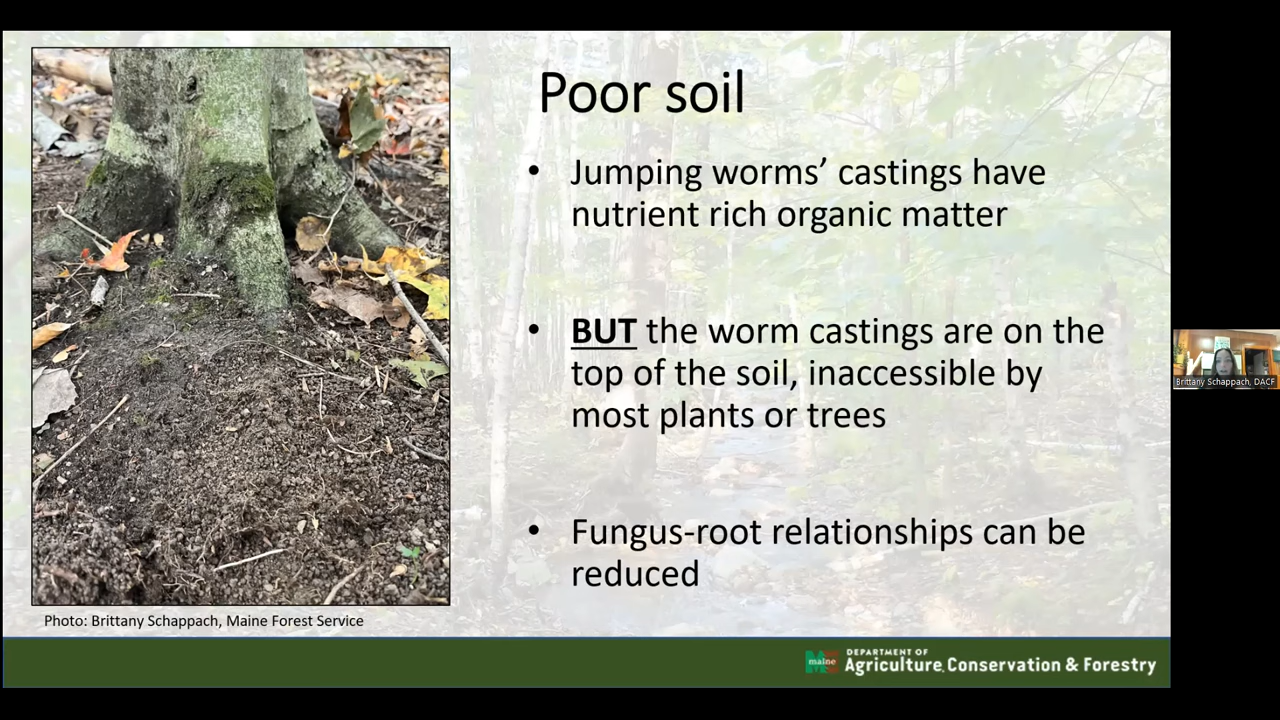 Poor soil
• Jumping worms’ castings have
nutrient rich organic matter
• BUT the worm castings are on the
top of the soil, inaccessible by
most plants or trees
• Fungus-root relationships can be
reduced
Photo: Brittany Schappach, Maine Forest Service
Brittany Schappach, DACF
maine
DEPARTMENT OF
Agriculture, Conservation & Forestry